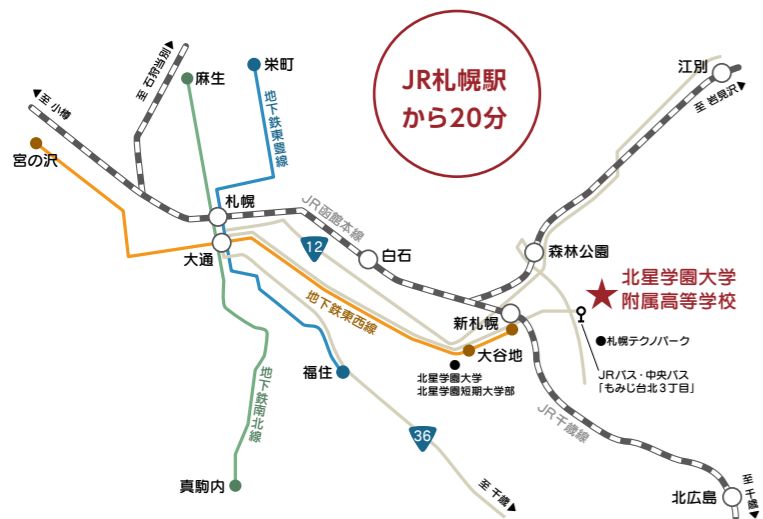 JR札幌駅
から20分
至 石狩当別▶
麻生
栄町
江別
至 岩見沢▶
◀至 小樽
宮の沢
地下鉄東豊線
札幌
JR函館本線
大通
12
白石
森林公園
北星学園大学
附属高等学校
地下鉄東西線
新札幌
●札幌テクノパーク
大谷地
北星学園大学
北星学園短期大学部
JRバス・中央バス
「もみじ台北3丁目」
福住
地下鉄南北線
JR千歳線
36
真駒内
至 千歳▶
北広島
至 千歳▶